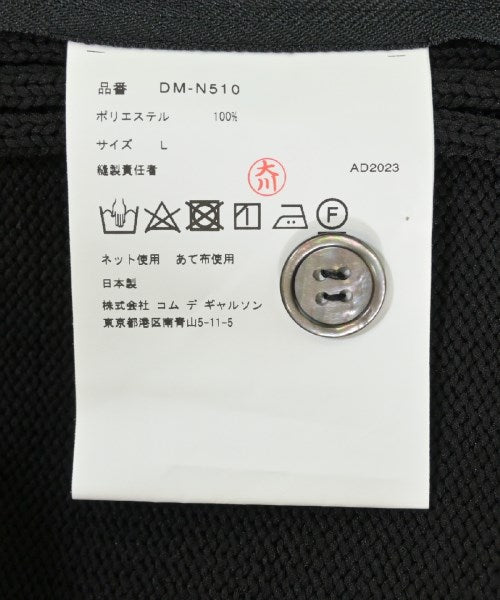 品番 DM-N510
ポリエステル 100%
サイズ L
縫製責任者 大川 AD2023
F
ネット使用 あて布使用
日本製
株式会社 コム デ ギャルソン
東京都港区南青山5-11-5